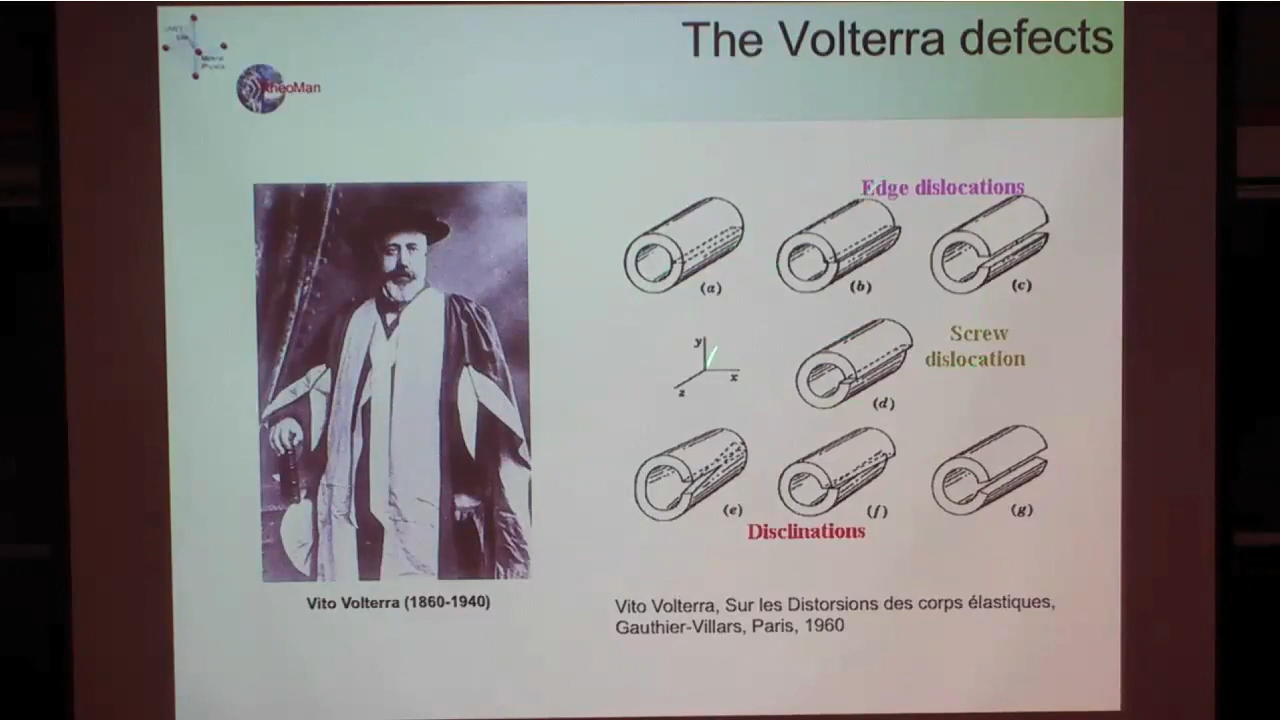 The Volterra defects
RheoMan
Edge dislocations
(a)
(b)
(c)
y
x
z
Screw
dislocation
(d)
(e)
(f)
(g)
Disclinations
Vito Volterra (1860-1940)
Vito Volterra, Sur les Distorsions des corps élastiques,
Gauthier-Villars, Paris, 1960